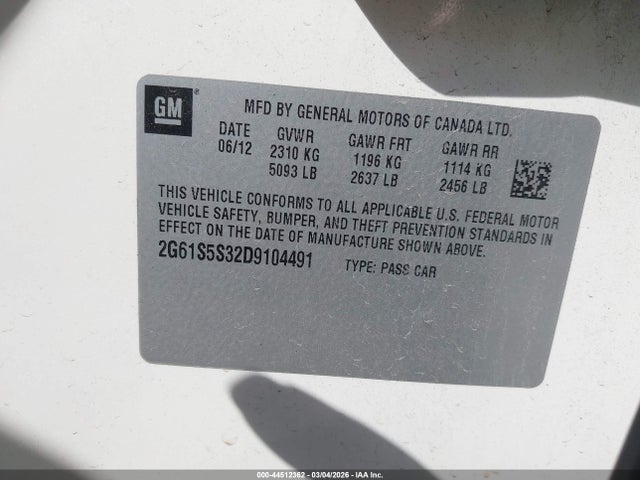 GM ®
MFD BY GENERAL MOTORS OF CANADA LTD.
DATE GVWR GAWR FRT GAWR RR
06/12 2310 KG 1196 KG 1114 KG
5093 LB 2637 LB 2456 LB
THIS VEHICLE CONFORMS TO ALL APPLICABLE U.S. FEDERAL MOTOR
VEHICLE SAFETY, BUMPER, AND THEFT PREVENTION STANDARDS IN
EFFECT ON THE DATE OF MANUFACTURE SHOWN ABOVE.
2G61S5S32D9104491 TYPE: PASS CAR
000-44512362 - 03/04/2026 - IAAI, Inc.